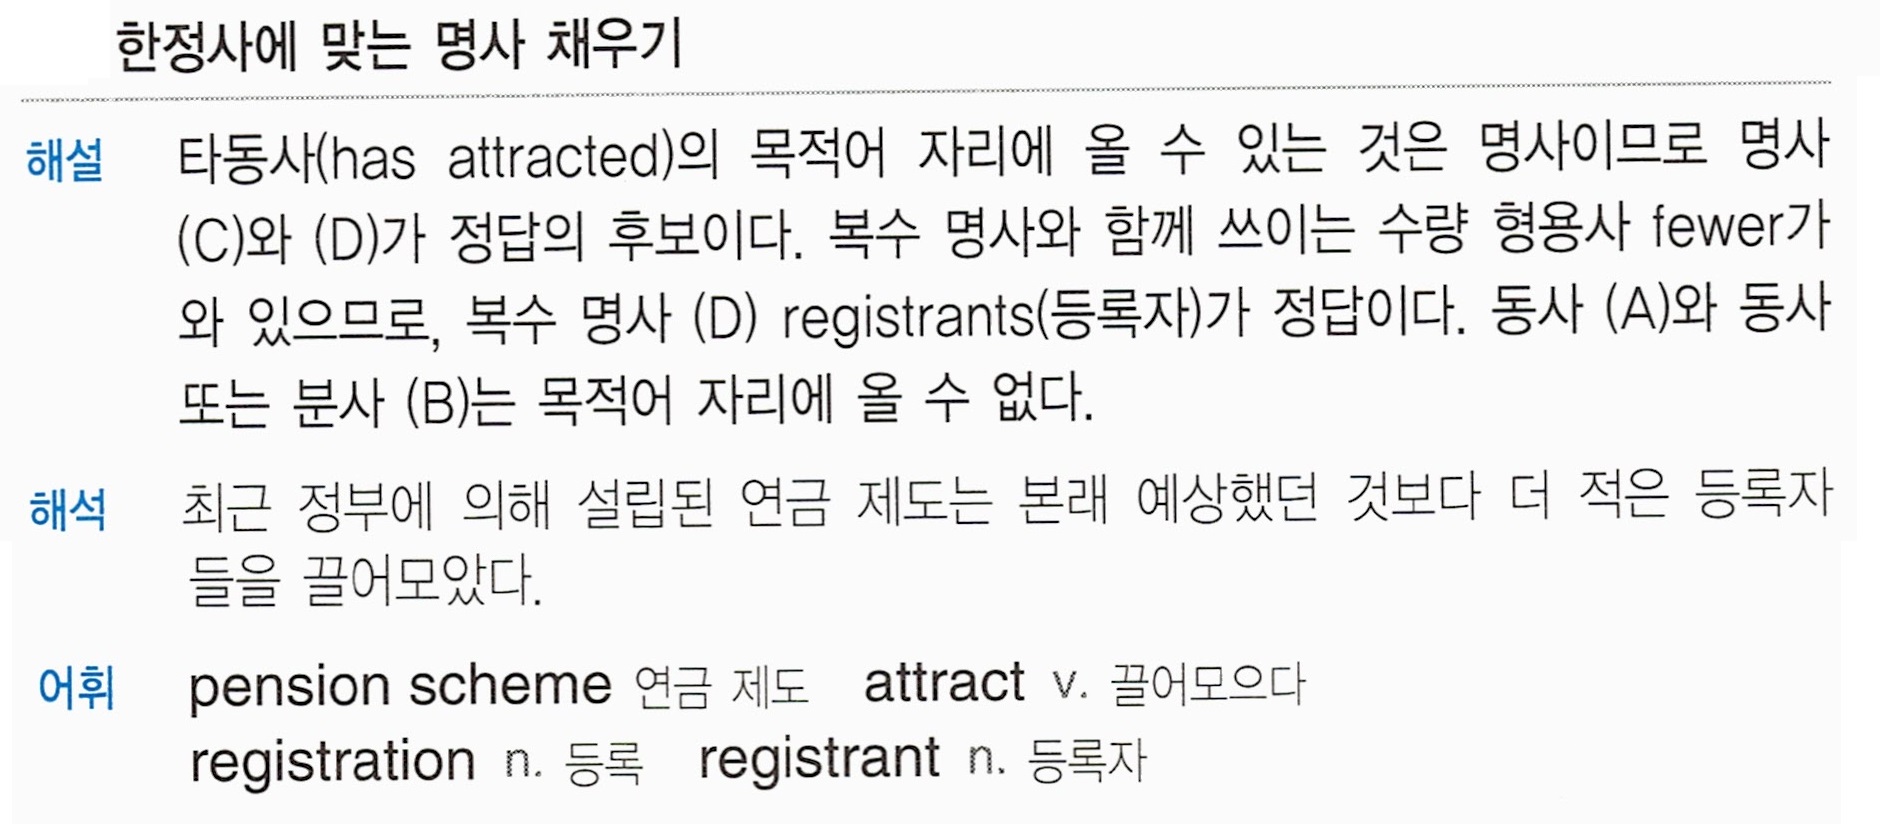 한정사에 맞는 명사 채우기
해설 타동사(has attracted)의 목적어 자리에 올 수 있는 것은 명사이므로 명사
(C)와 (D)가 정답의 후보이다. 복수 명사와 함께 쓰이는 수량 형용사 fewer가
와 있으므로, 복수 명사 (D) registrants(등록자)가 정답이다. 동사 (A)와 동사
또는 분사 (B)는 목적어 자리에 올 수 없다.
해석 최근 정부에 의해 설립된 연금 제도는 본래 예상했던 것보다 더 적은 등록자
들을 끌어모았다.
어휘 pension scheme 연금 제도 attract v. 끌어모으다
registration n. 등록 registrant n. 등록자